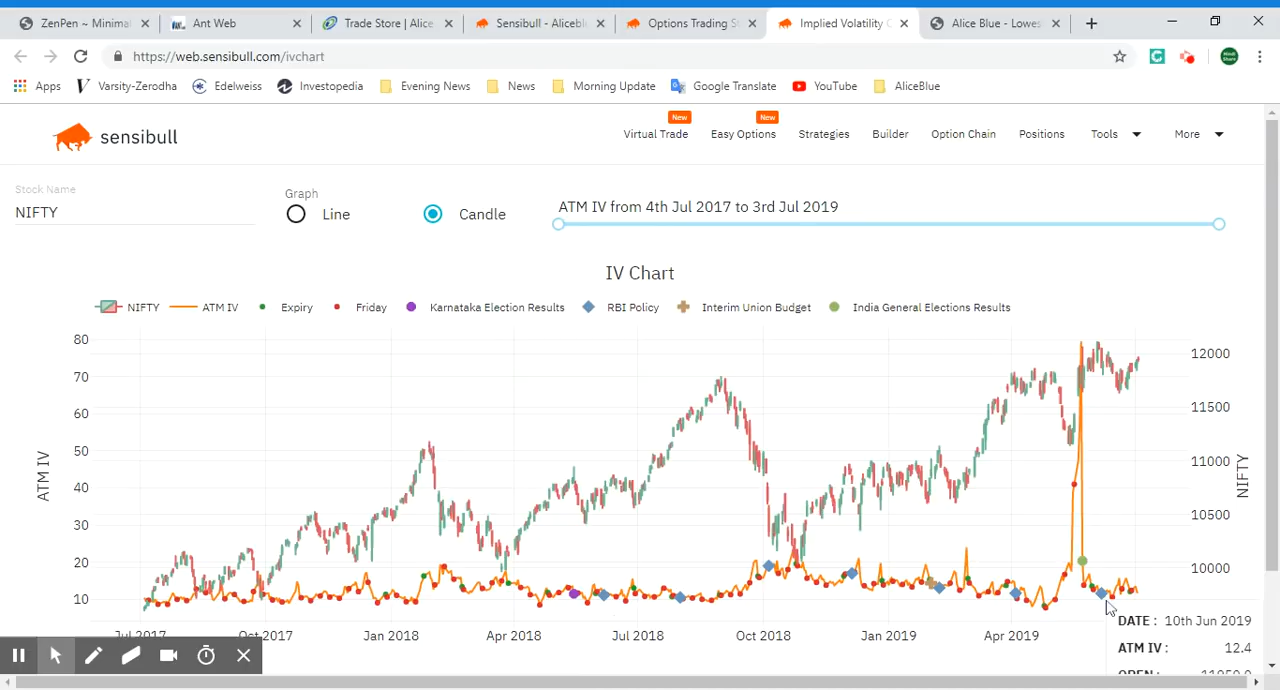 ZenPen ~ Minimal
Ant Web
Trade Store | Alice
Sensibull - Aliceblu
Options Trading St
Implied Volatility C
Alice Blue - Lowes
https://web.sensibull.com/ivchart
Apps
Varsity-Zerodha
Edelweiss
Investopedia
Evening News
News
Morning Update
Google Translate
YouTube
AliceBlue
sensibull
New
New
Virtual Trade
Easy Options
Strategies
Builder
Option Chain
Positions
Tools
More
Stock Name
NIFTY
Graph
Line
Candle
ATM IV from 4th Jul 2017 to 3rd Jul 2019
IV Chart
NIFTY
ATM IV
Expiry
Friday
Karnataka Election Results
RBI Policy
Interim Union Budget
India General Elections Results
80
70
60
50
40
30
20
10
ATM IV
12000
11500
11000
10500
10000
NIFTY
Jul 2017
Oct 2017
Jan 2018
Apr 2018
Jul 2018
Oct 2018
Jan 2019
Apr 2019
DATE : 10th Jun 2019
ATM IV : 12.4
OPEN :